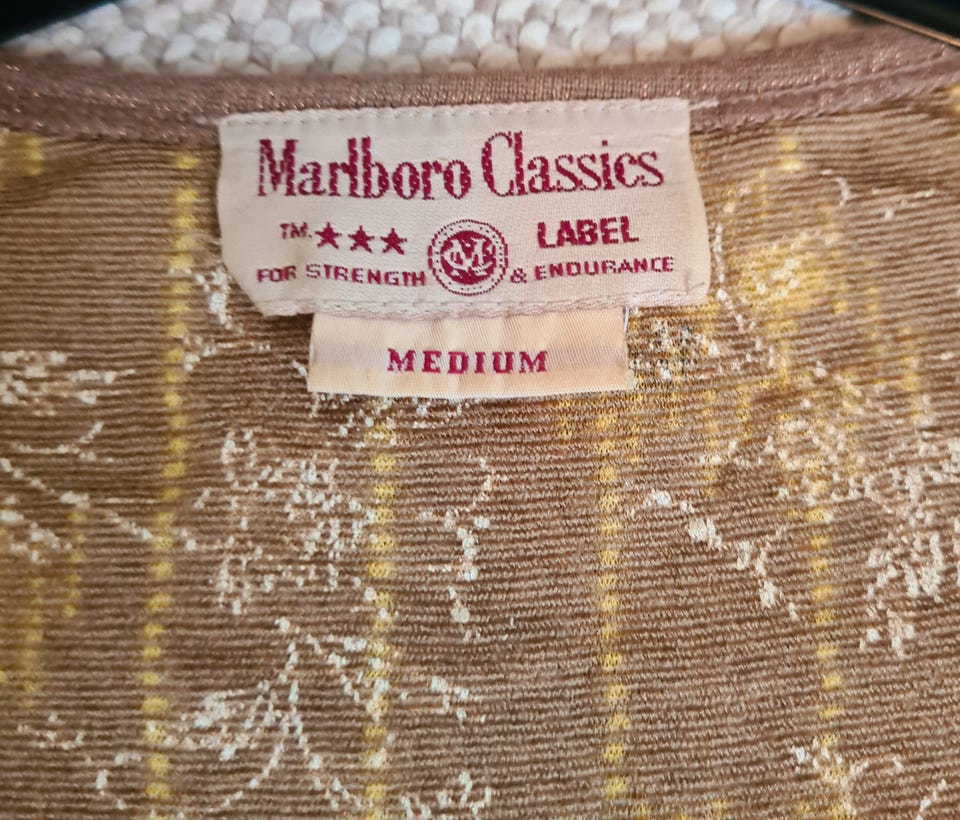 Marlboro Classics
TM. ★★★ LABEL
FOR STRENGTH & ENDURANCE
MEDIUM